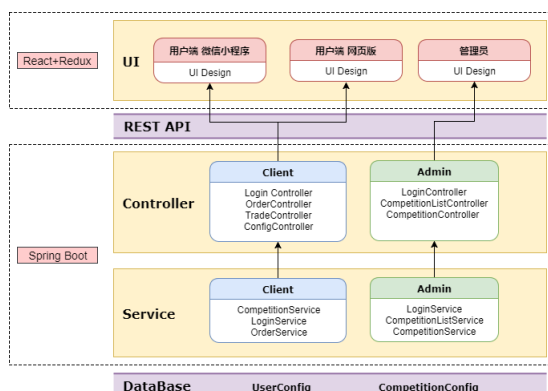 React+Redux
UI
用户端 微信小程序
UI Design
用户端 网页版
UI Design
管理员
UI Design
REST API
Spring Boot
Controller
Client
Login Controller
OrderController
TradeController
ConfigController
Admin
LoginController
CompetitionListController
CompetitionController
Service
Client
CompetitionService
LoginService
OrderService
Admin
LoginService
CompetitionListService
CompetitionService
DataBase
UserConfig
CompetitionConfig